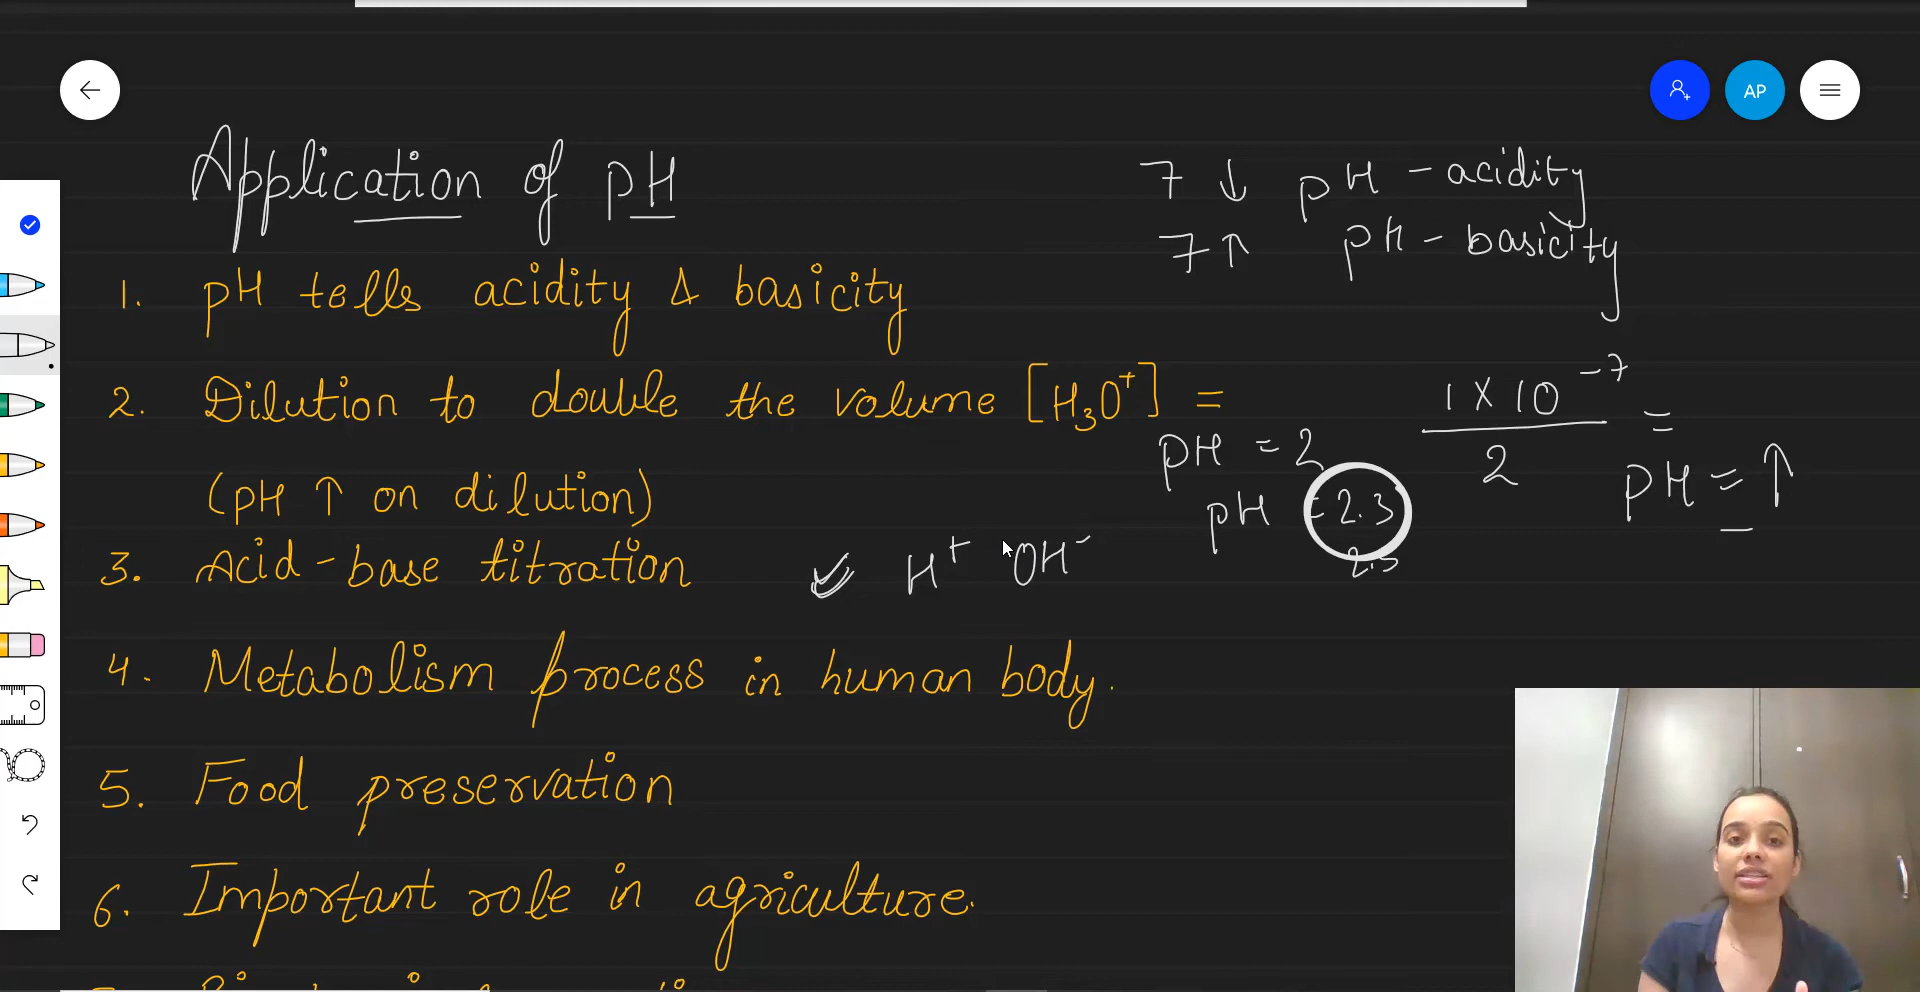 AP
Application of pH
7 ↓ pH - acidity
7 ↑ pH - basicity
1. pH tells acidity & basicity
2. Dilution to double the volume [H₃O⁺] =
1 × 10⁻⁷ / 2 =
pH = 2
pH = 2.3
2.3
pH = ↑
(pH ↑ on dilution)
3. Acid-base titration
H⁺ OH⁻
4. Metabolism process in human body.
5. Food preservation
6. Important role in agriculture.